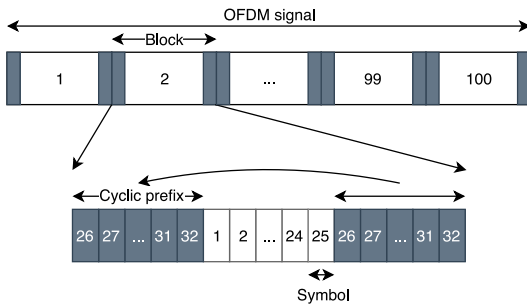 OFDM signal
Block
1 2 ... 99 100
Cyclic prefix
26 27 ... 31 32 1 2 ... 24 25 26 27 ... 31 32
Symbol